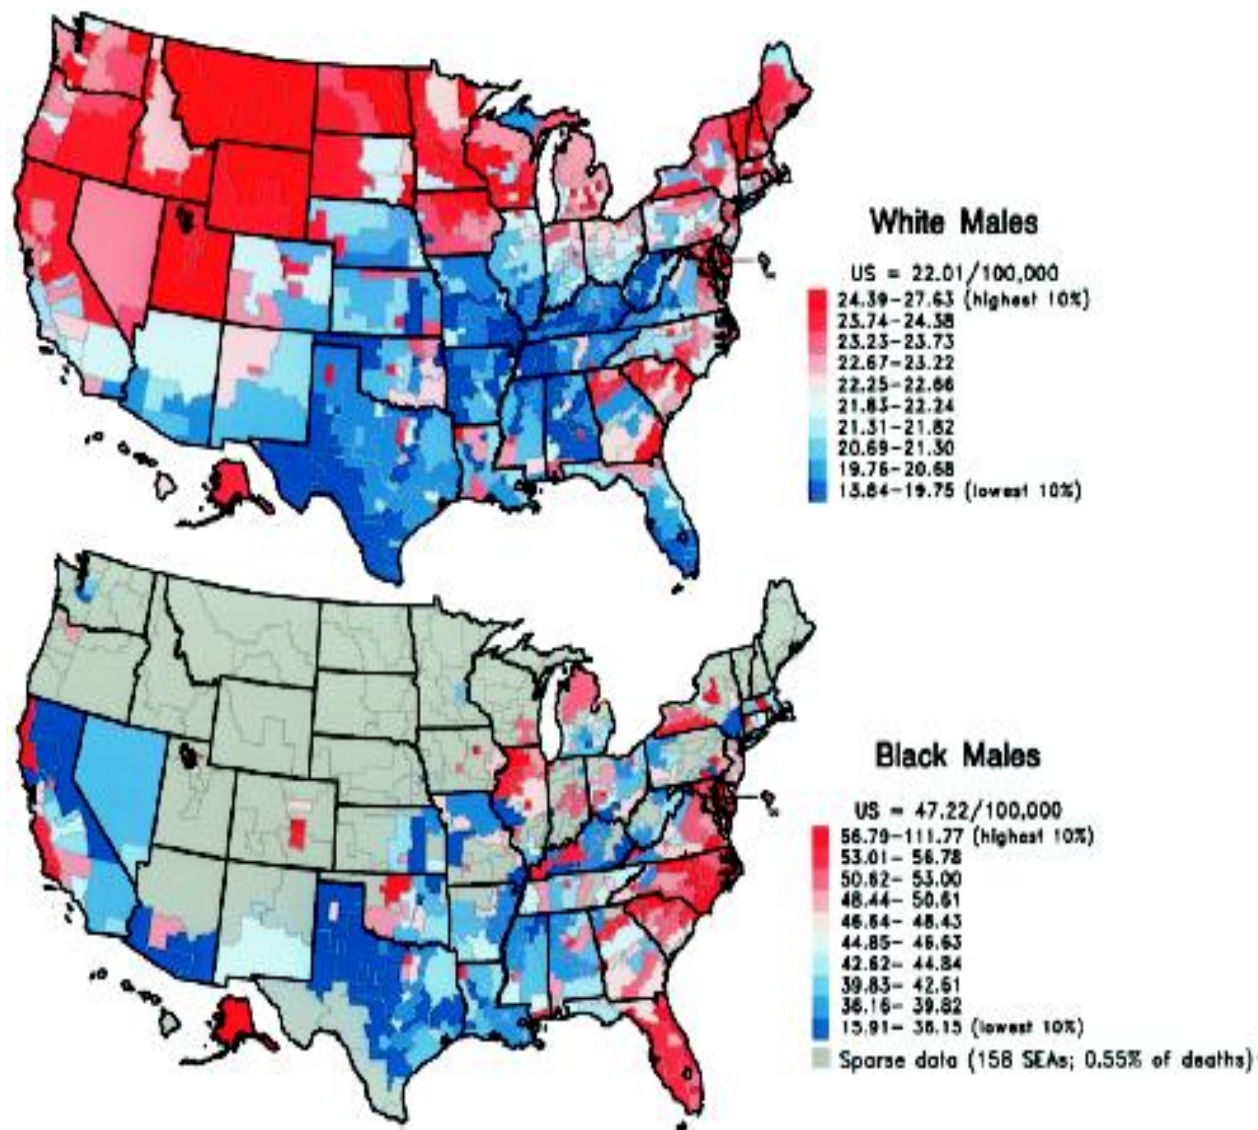 White Males
US = 22.01/100,000
24.39-27.63 (highest 10%)
23.74-24.38
23.23-23.73
22.67-23.22
22.25-22.66
21.83-22.24
21.31-21.82
20.69-21.30
19.76-20.68
13.84-19.75 (lowest 10%)
Black Males
US = 47.22/100,000
56.79-111.77 (highest 10%)
53.01- 56.78
50.62- 53.00
48.44- 50.61
46.64- 48.43
44.85- 46.63
42.62- 44.84
39.83- 42.61
36.16- 39.82
15.91- 36.15 (lowest 10%)
Sparse data (158 SEAs; 0.55% of deaths)